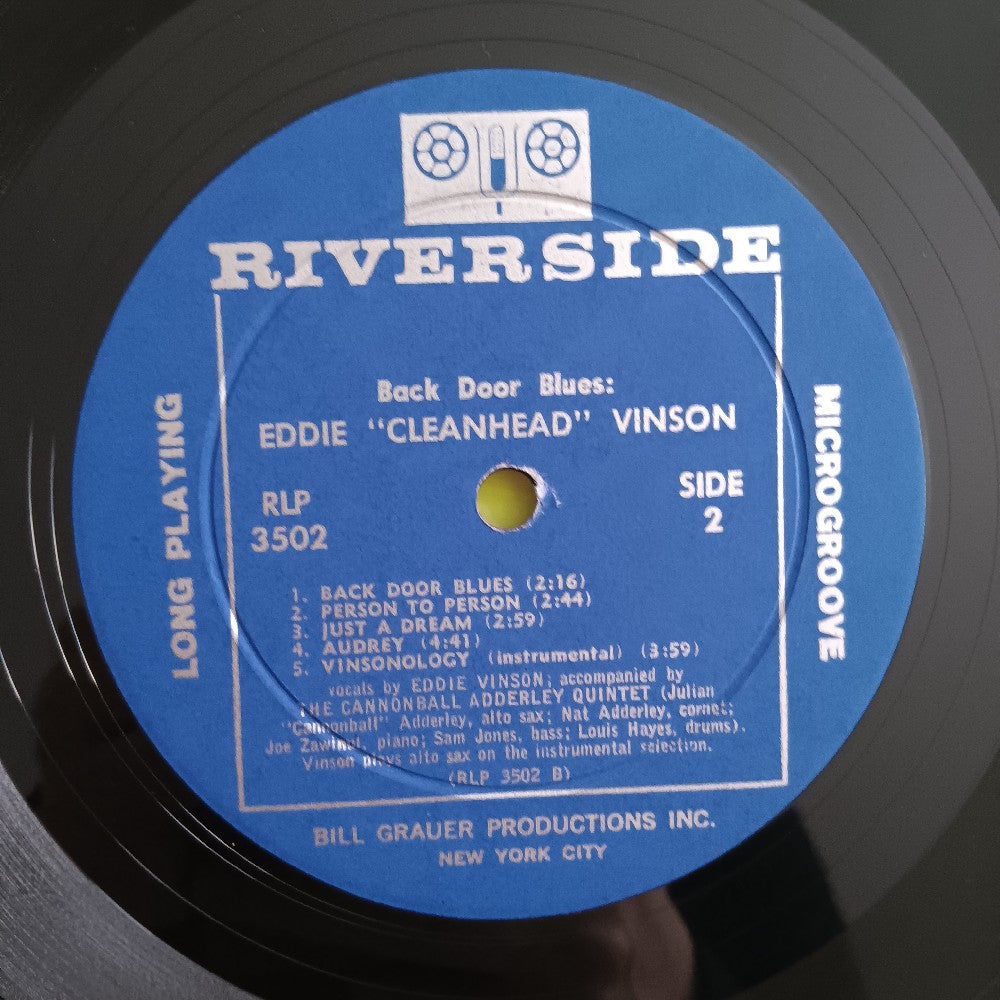 RIVERSIDE
Back Door Blues:
EDDIE "CLEANHEAD" VINSON
RLP
3502
SIDE
2
LONG PLAYING
MICROGROOVE
1. BACK DOOR BLUES (2:16)
2. PERSON TO PERSON (2:44)
3. JUST A DREAM (2:59)
4. AUDREY (4:41)
5. VINSONOLOGY (instrumental) (3:59)
vocals by EDDIE VINSON; accompanied by
THE CANNONBALL ADDERLEY QUINTET (Julian
"Cannonball" Adderley, alto sax; Nat Adderley, cornet;
Joe Zawinul, piano; Sam Jones, bass; Louis Hayes, drums).
Vinson plays alto sax on the instrumental selection.
(RLP 3502 B)
BILL GRAUER PRODUCTIONS INC.
NEW YORK CITY